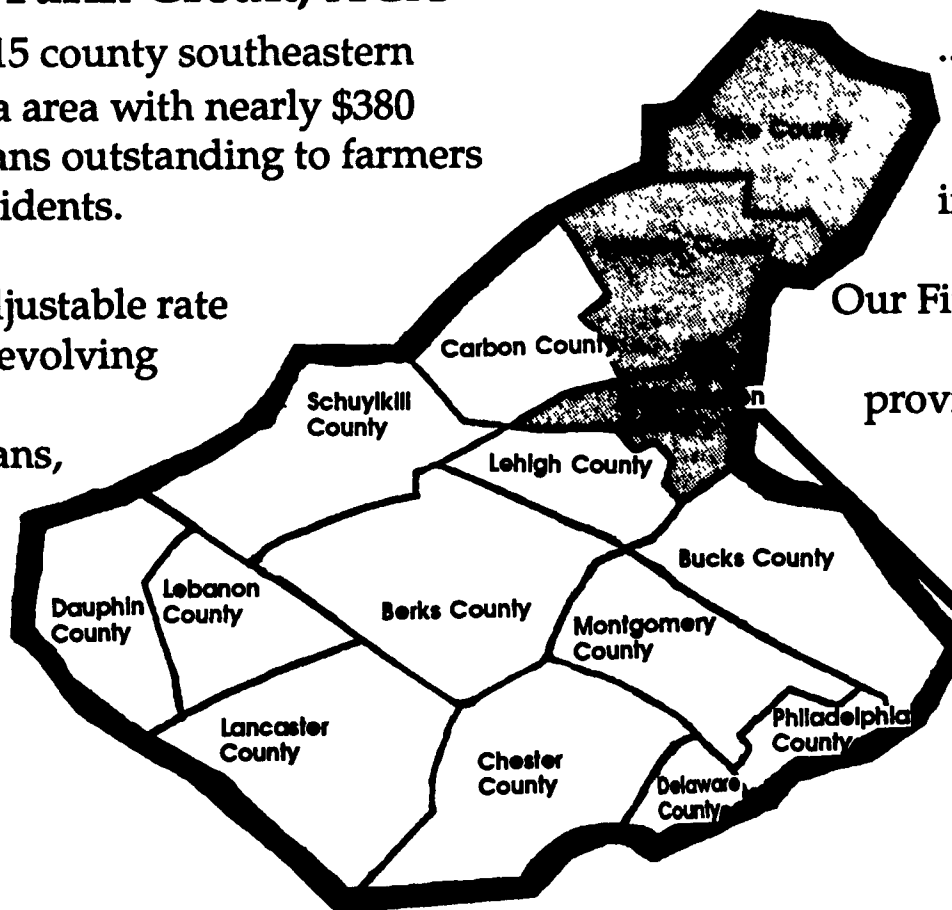 15 county southeastern
a area with nearly $380
ans outstanding to farmers
idents.
justable rate
evolving
ans,
Our Fi
provi
County
Carbon County
Schuylkill
County
Lehigh County
Bucks County
Dauphin
County
Lebanon
County
Berks County
Montgomery
County
Lancaster
County
Chester
County
Philadelphia
County
Delaware
County